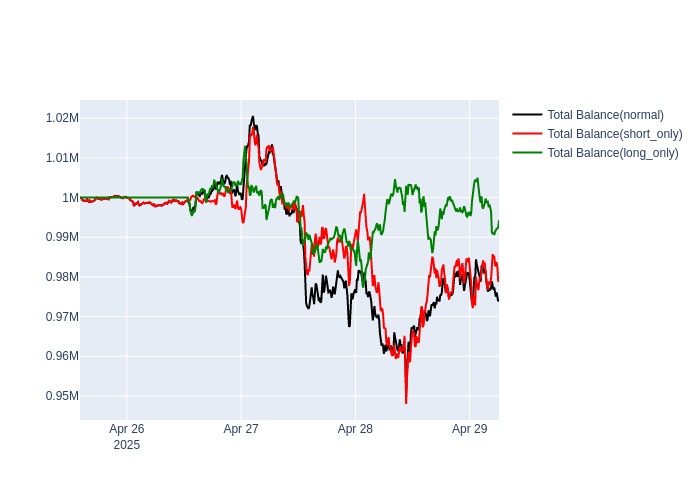 1.02M
1.01M
1M
0.99M
0.98M
0.97M
0.96M
0.95M
Apr 26
2025
Apr 27
Apr 28
Apr 29
Total Balance(normal)
Total Balance(short_only)
Total Balance(long_only)